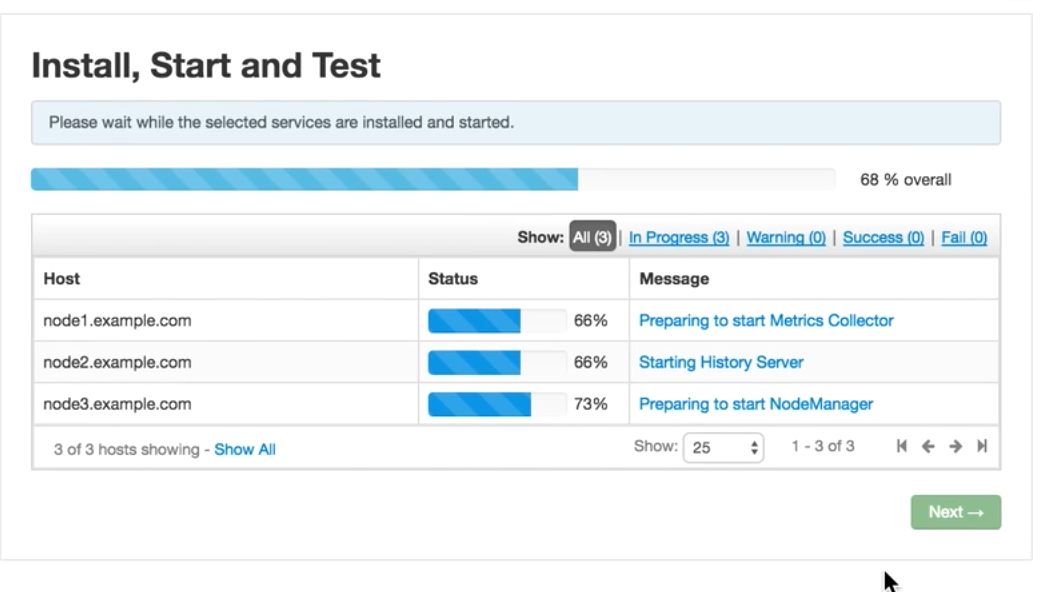 Install, Start and Test
Please wait while the selected services are installed and started.
68 % overall
Show: All (3) | In Progress (3) | Warning (0) | Success (0) | Fail (0)
Host Status Message
node1.example.com 66% Preparing to start Metrics Collector
node2.example.com 66% Starting History Server
node3.example.com 73% Preparing to start NodeManager
3 of 3 hosts showing - Show All Show: 25 1 - 3 of 3
Next →